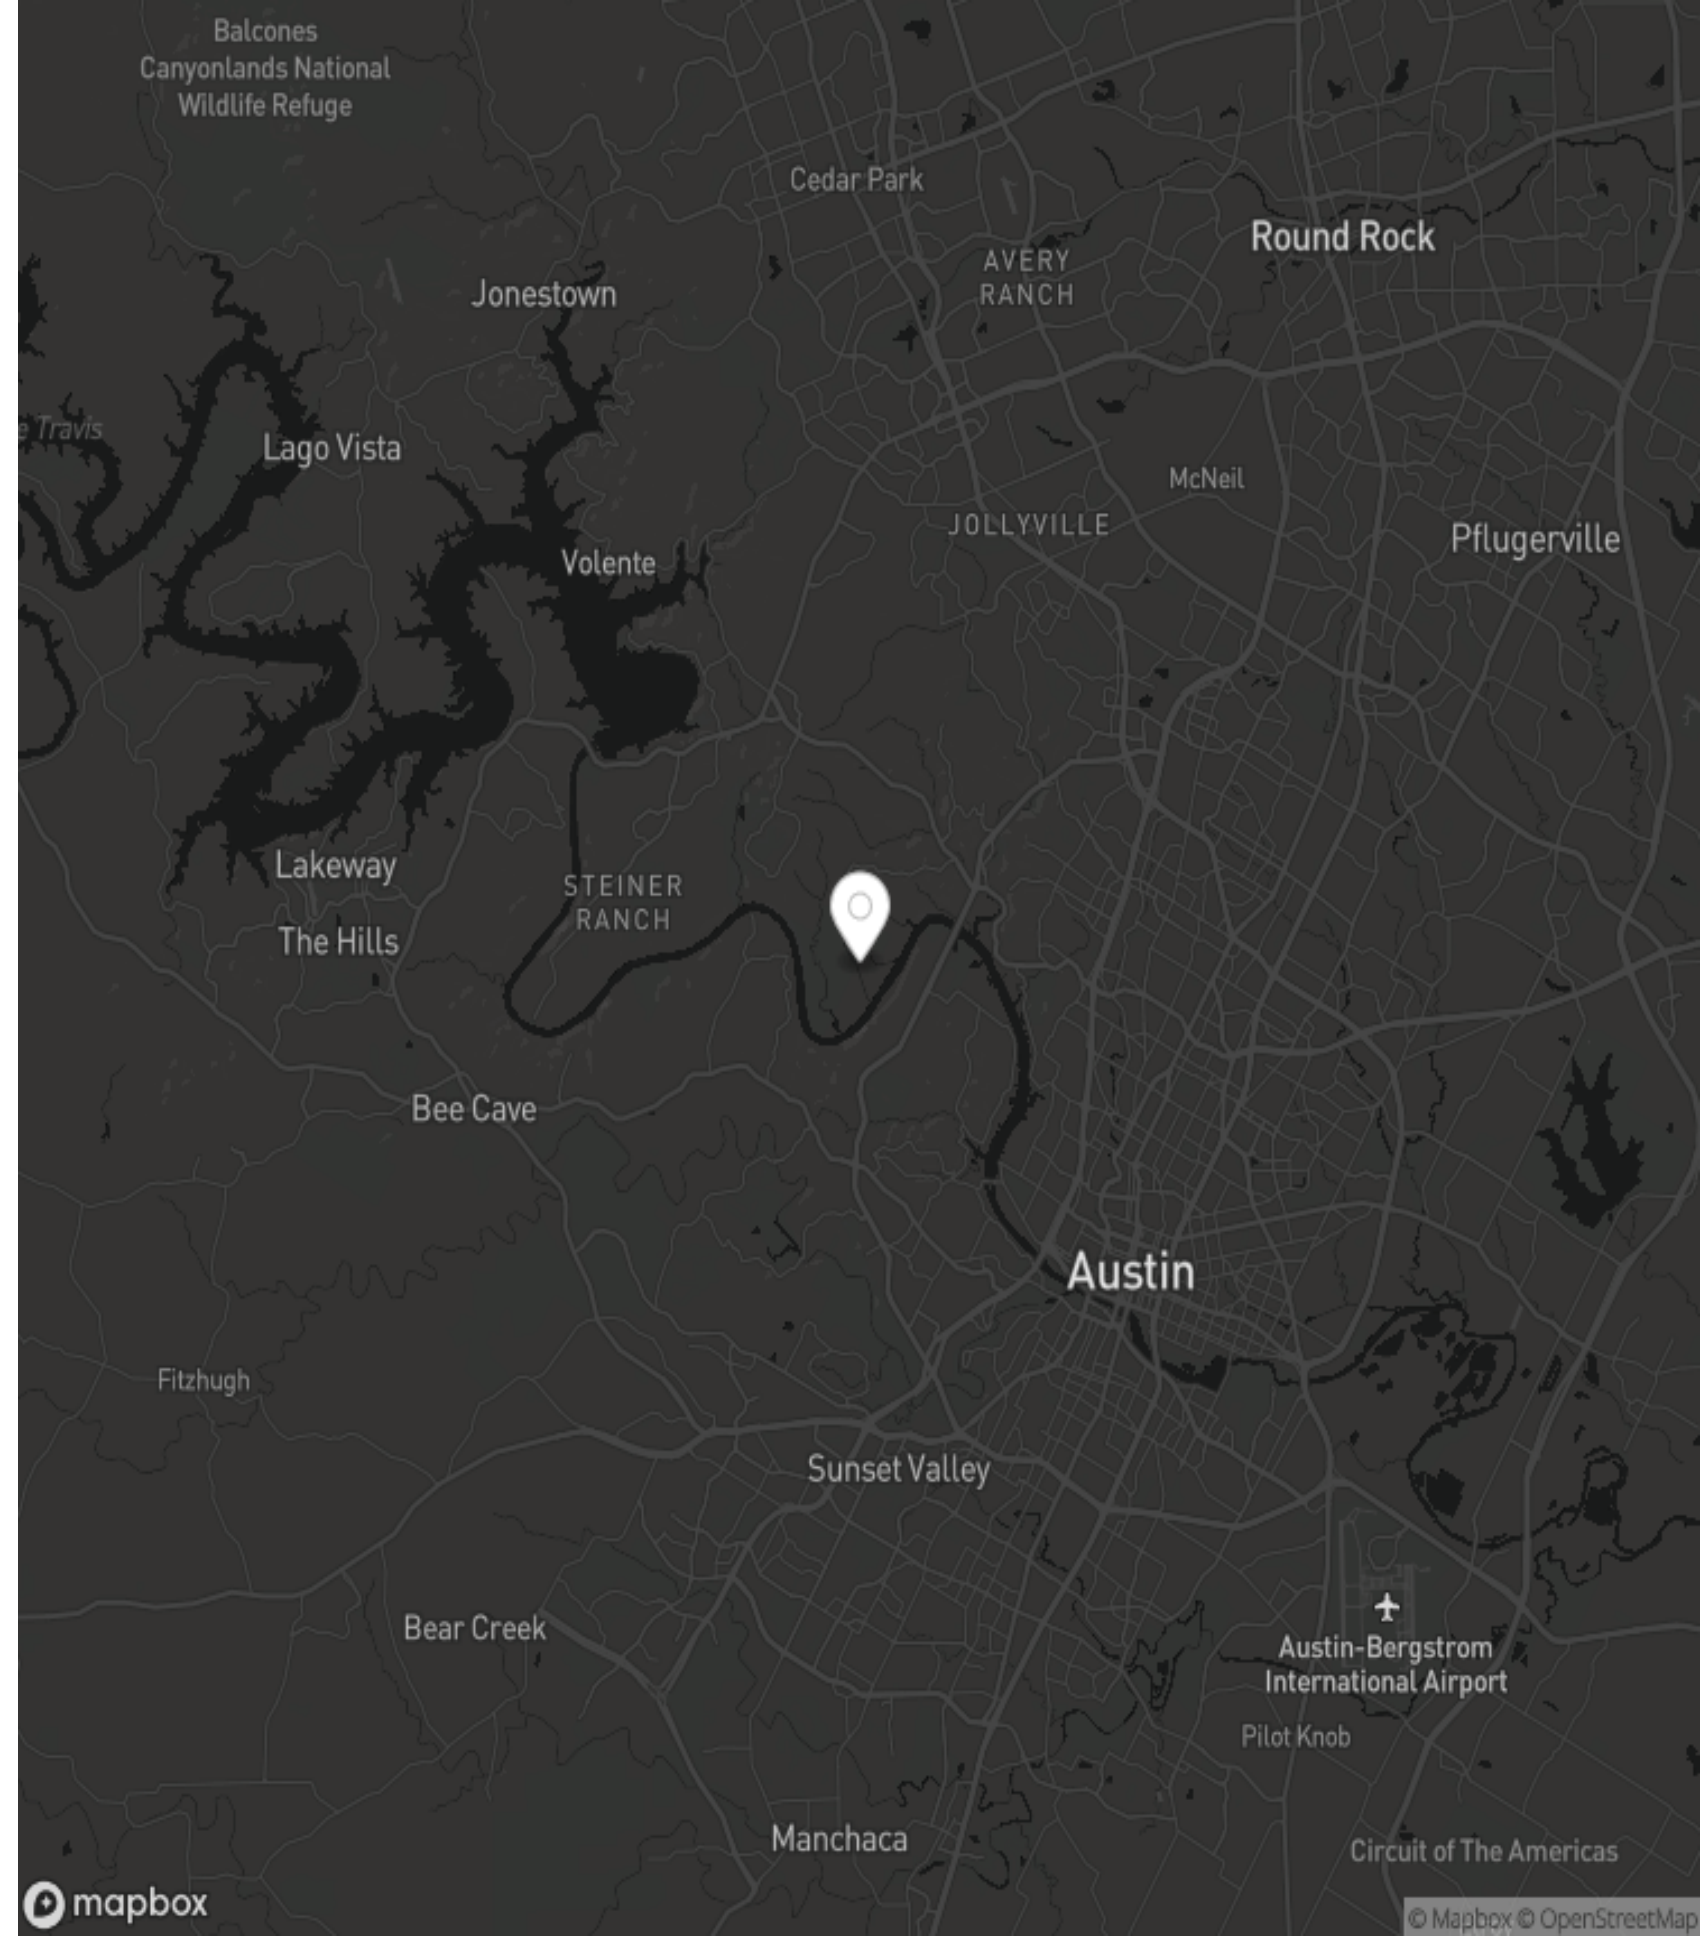 Balcones
Canyonlands National
Wildlife Refuge
Cedar Park
Round Rock
AVERY
RANCH
Jonestown
e Travis
Lago Vista
McNeil
JOLLYVILLE
Pflugerville
Volente
Lakeway
STEINER
RANCH
The Hills
Bee Cave
Austin
Fitzhugh
Sunset Valley
Bear Creek
Austin-Bergstrom
International Airport
Pilot Knob
Manchaca
Circuit of The Americas
mapbox
© Mapbox © OpenStreetMap